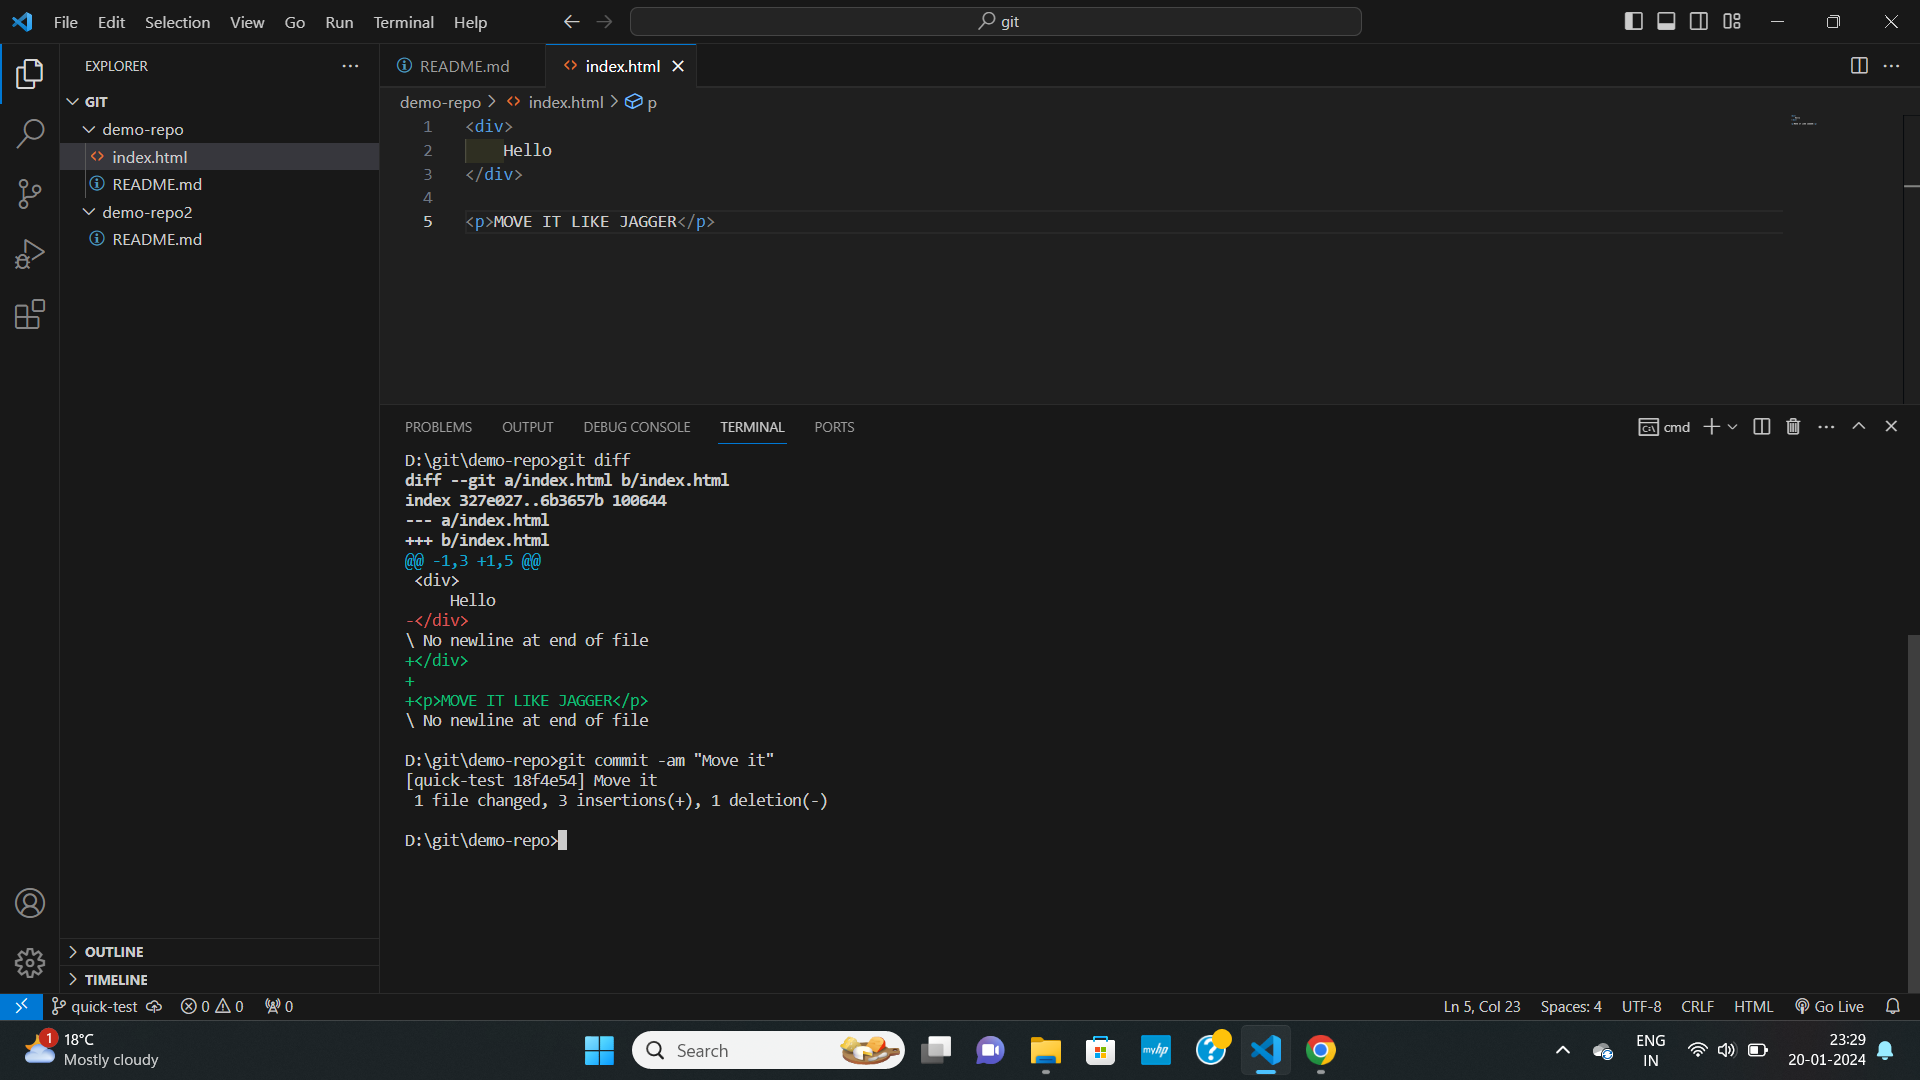 File Edit Selection View Go Run Terminal Help
git
EXPLORER
GIT
demo-repo
index.html
README.md
demo-repo2
README.md
OUTLINE
TIMELINE
README.md index.html
demo-repo > index.html > p
1 <div>
2 Hello
3 </div>
4
5 <p>MOVE IT LIKE JAGGER</p>
PROBLEMS OUTPUT DEBUG CONSOLE TERMINAL PORTS
cmd
D:\git\demo-repo>git diff
diff --git a/index.html b/index.html
index 327e027..6b3657b 100644
--- a/index.html
+++ b/index.html
@@ -1,3 +1,5 @@
<div>
Hello
-</div>
\ No newline at end of file
+</div>
+
+<p>MOVE IT LIKE JAGGER</p>
\ No newline at end of file
D:\git\demo-repo>git commit -am "Move it"
[quick-test 18f4e54] Move it
1 file changed, 3 insertions(+), 1 deletion(-)
D:\git\demo-repo>
quick-test 0 0 0 Ln 5, Col 23 Spaces: 4 UTF-8 CRLF HTML Go Live
1
18°C
Mostly cloudy
Search
myhp
ENG
IN
23:29
20-01-2024